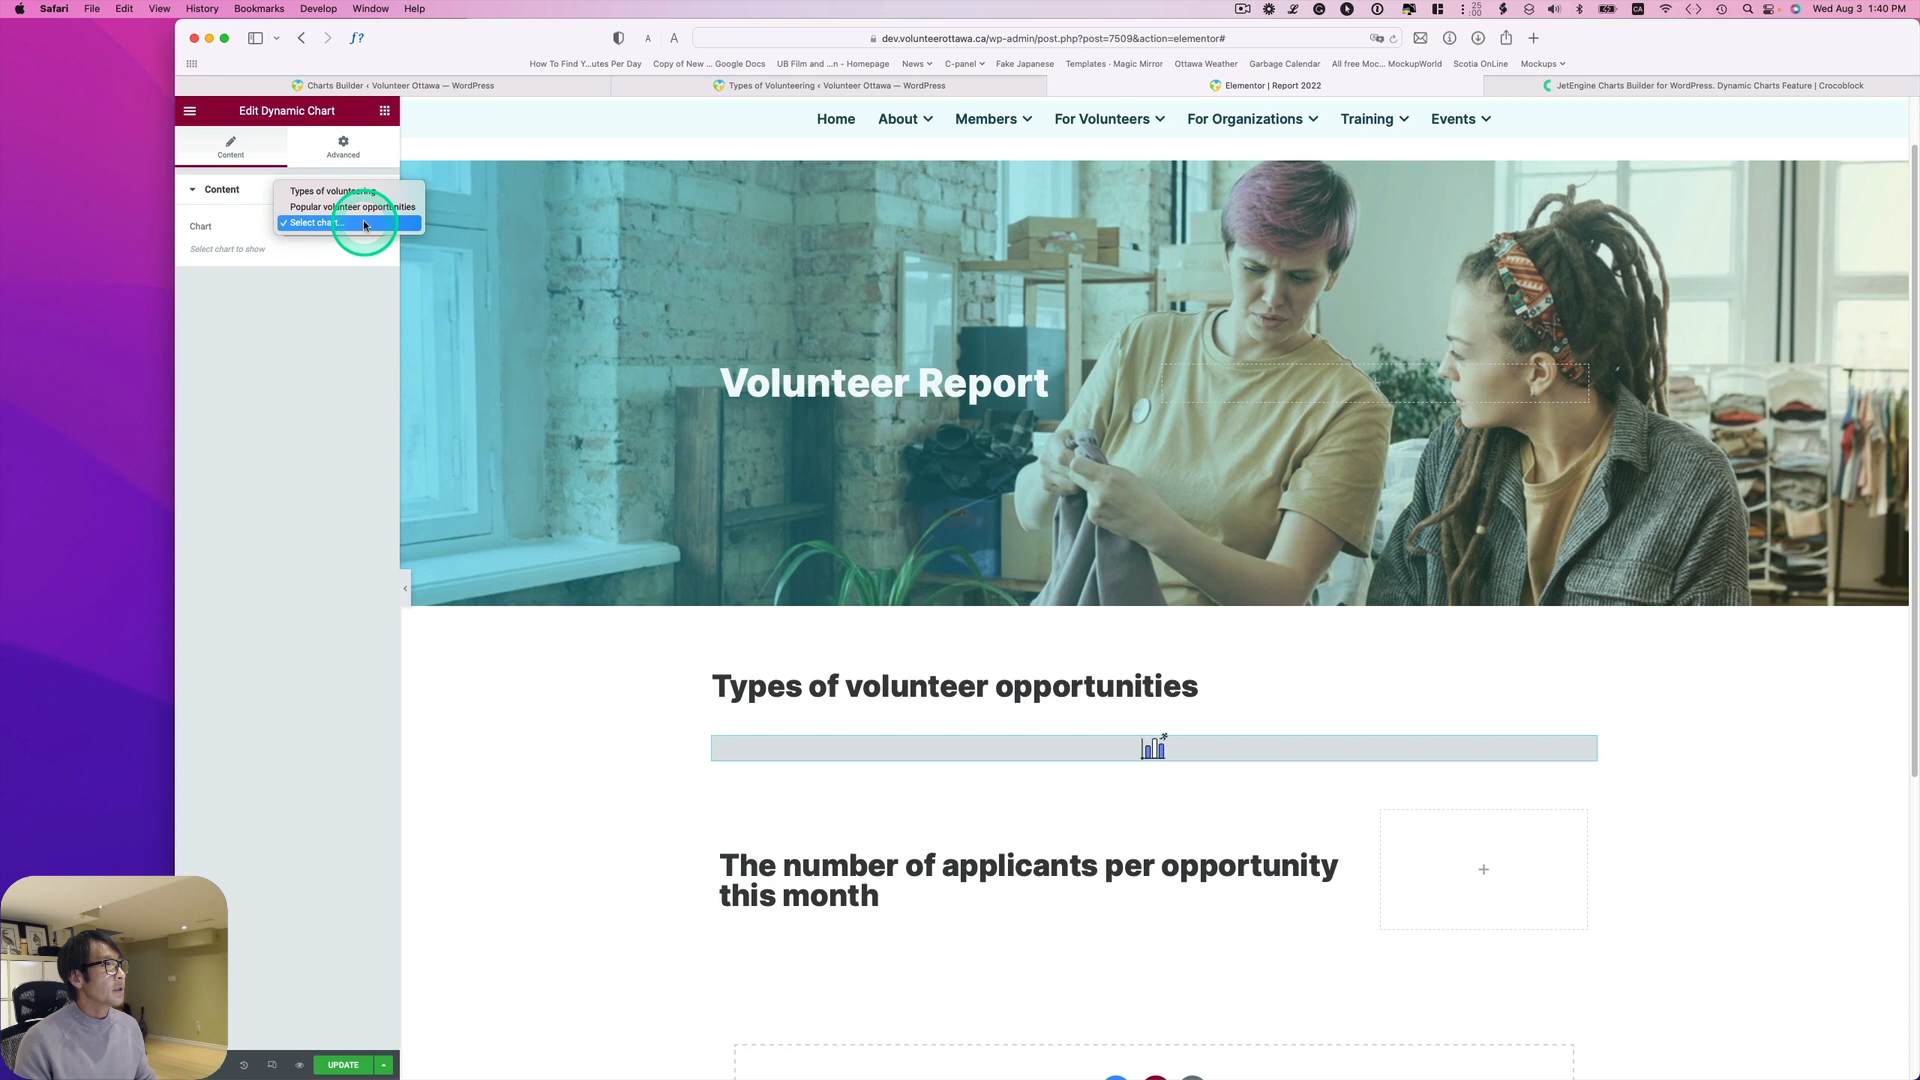 Safari File Edit View History Bookmarks Develop Window Help
25
:00
CA
Wed Aug 3 1:40 PM
f?
A A
dev.volunteerottawa.ca/wp-admin/post.php?post=7509&action=elementor#
How To Find Y...utes Per Day Copy of New ... Google Docs UB Film and ...n - Homepage News C-panel Fake Japanese Templates · Magic Mirror Ottawa Weather Garbage Calendar All free Moc... MockupWorld Scotia OnLine Mockups
Charts Builder ‹ Volunteer Ottawa — WordPress
Types of Volunteering ‹ Volunteer Ottawa — WordPress
Elementor | Report 2022
JetEngine Charts Builder for WordPress. Dynamic Charts Feature | Crocoblock
Edit Dynamic Chart
Content
Advanced
Content
Chart
Select chart to show
Types of volunteering
Popular volunteer opportunities
✓ Select chart...
Home About Members For Volunteers For Organizations Training Events
Volunteer Report
Types of volunteer opportunities
The number of applicants per opportunity
this month
UPDATE